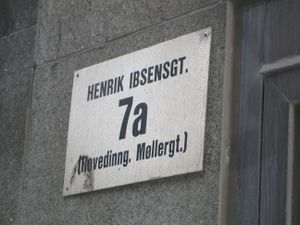 HENRIK IBSENSGT.
7a
(Hovedinng. Møllergt.)